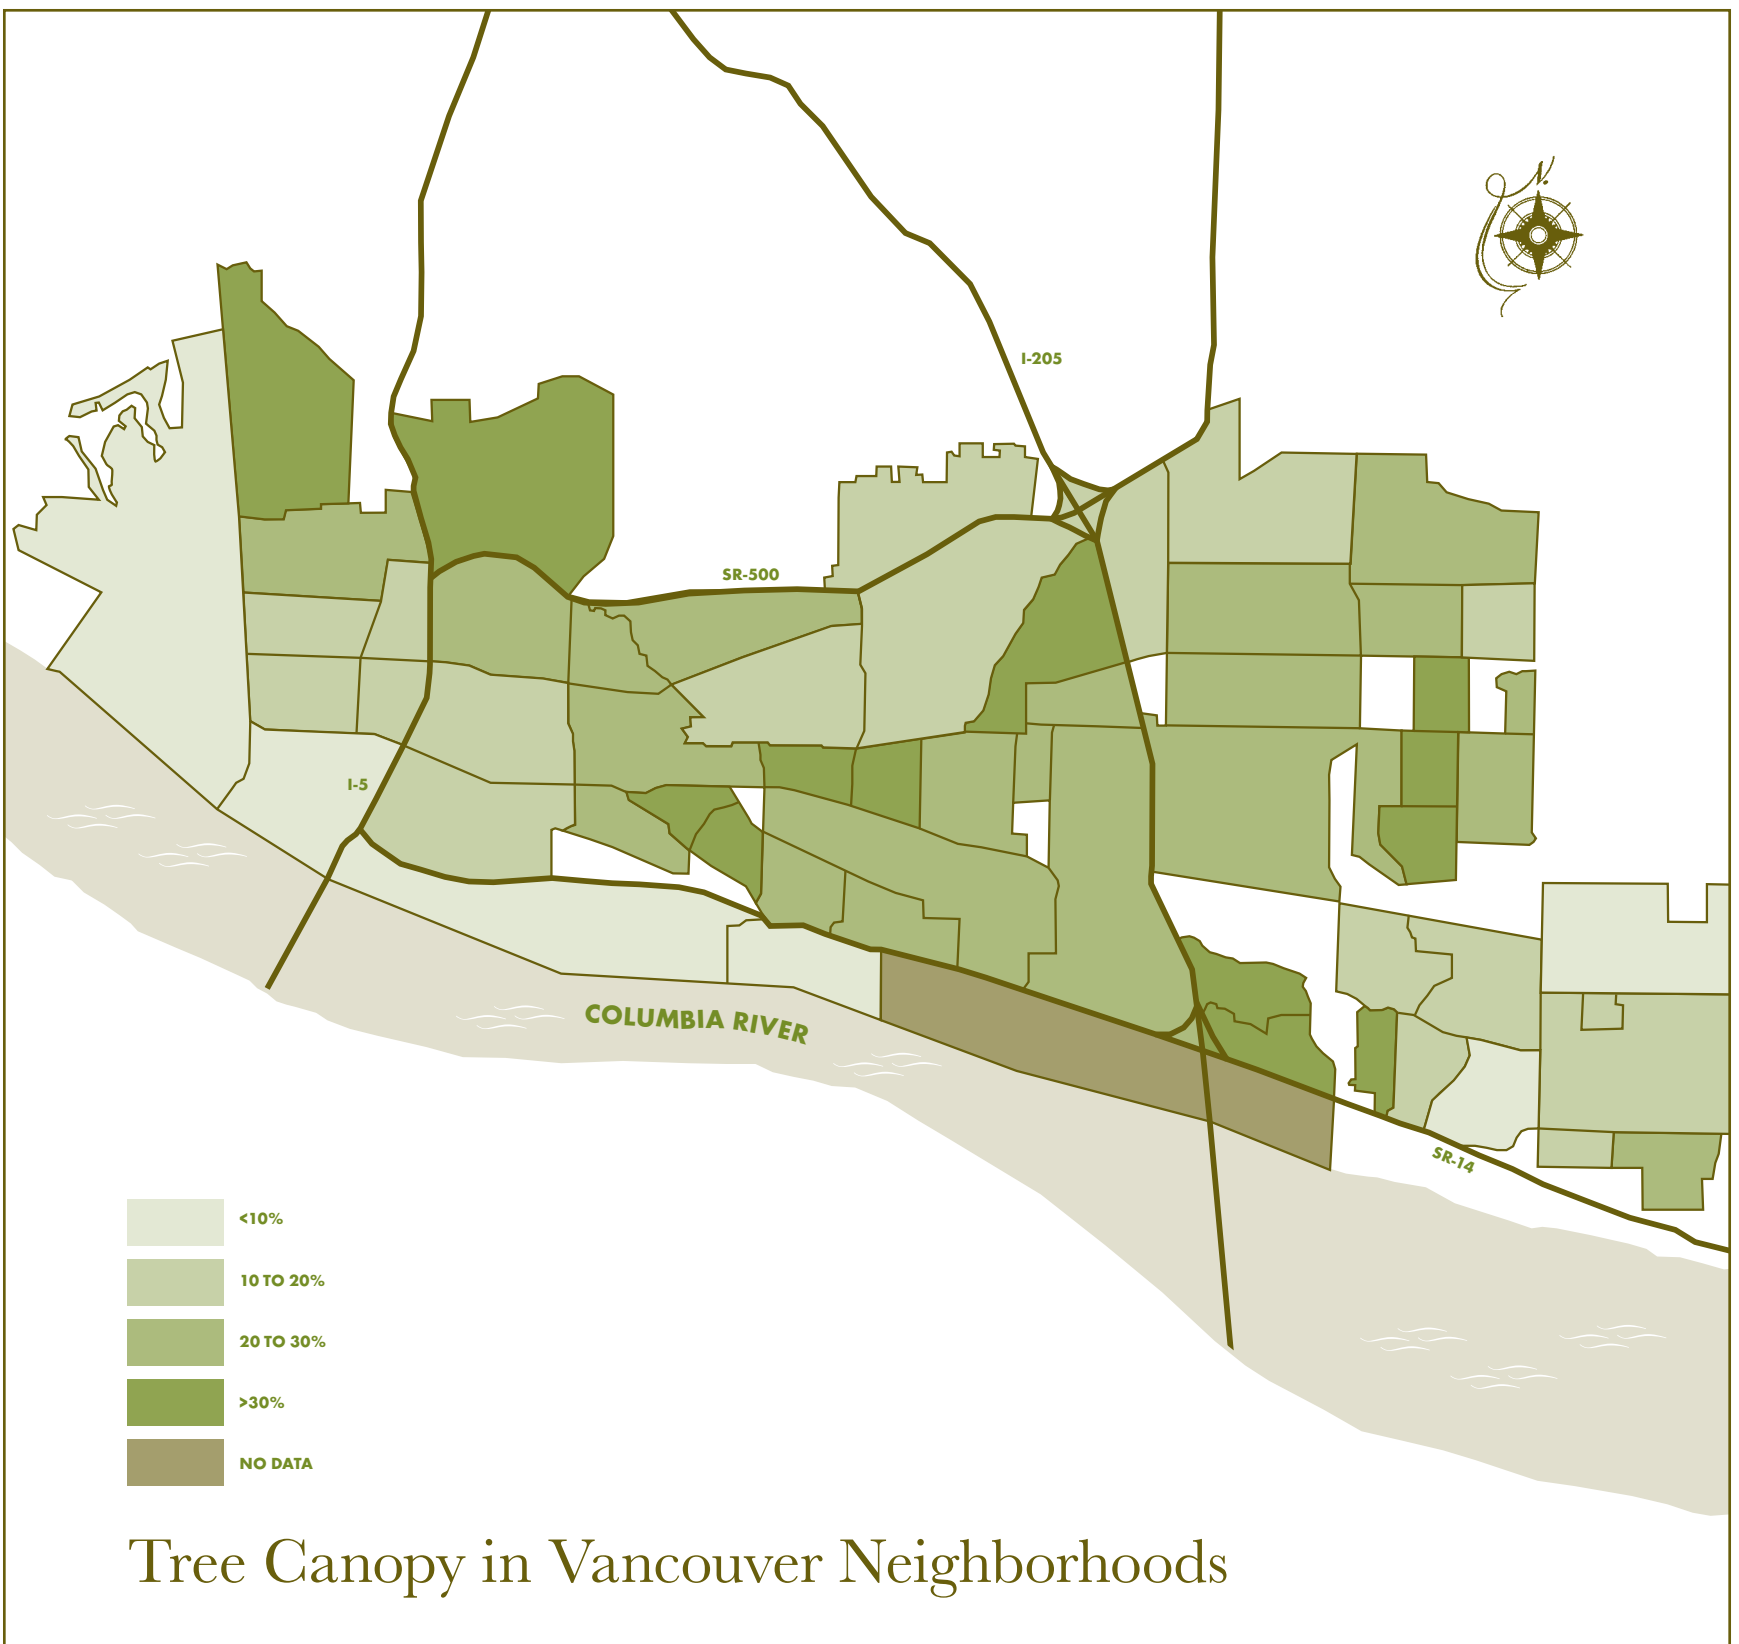 N.
I-205
SR-500
I-5
COLUMBIA RIVER
SR-14
<10%
10 TO 20%
20 TO 30%
>30%
NO DATA
Tree Canopy in Vancouver Neighborhoods